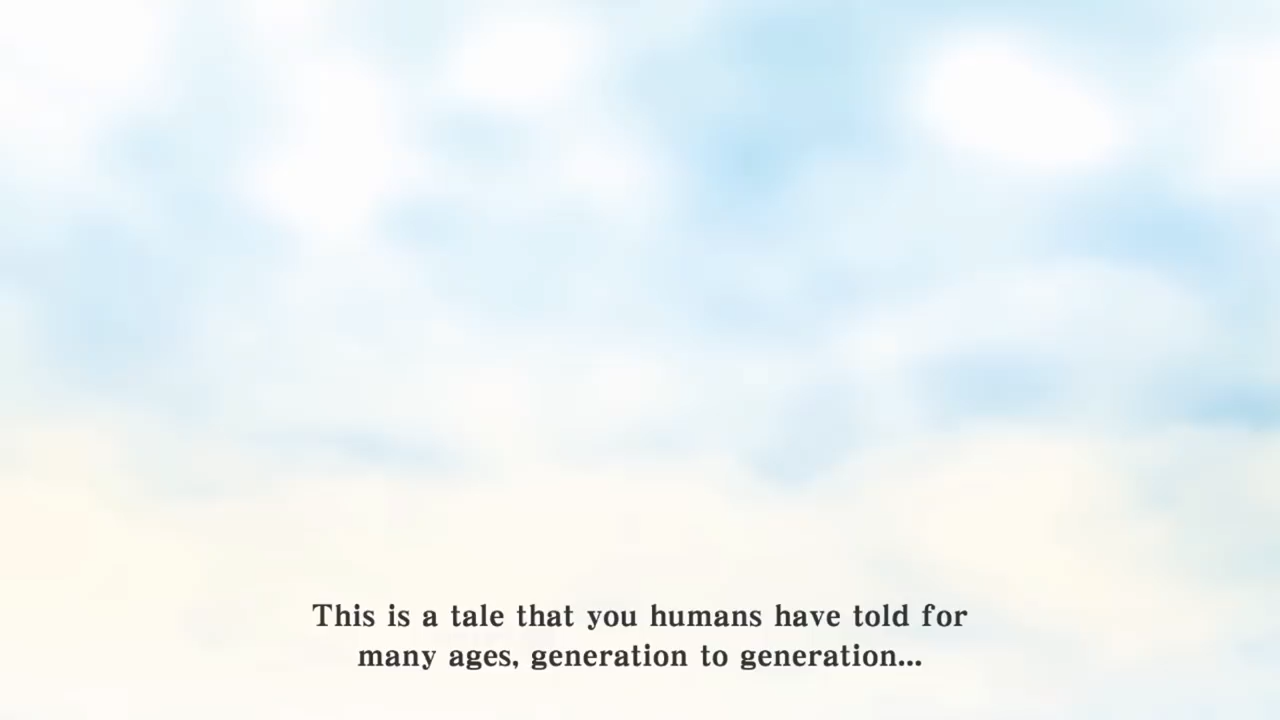 This is a tale that you humans have told for
many ages, generation to generation...